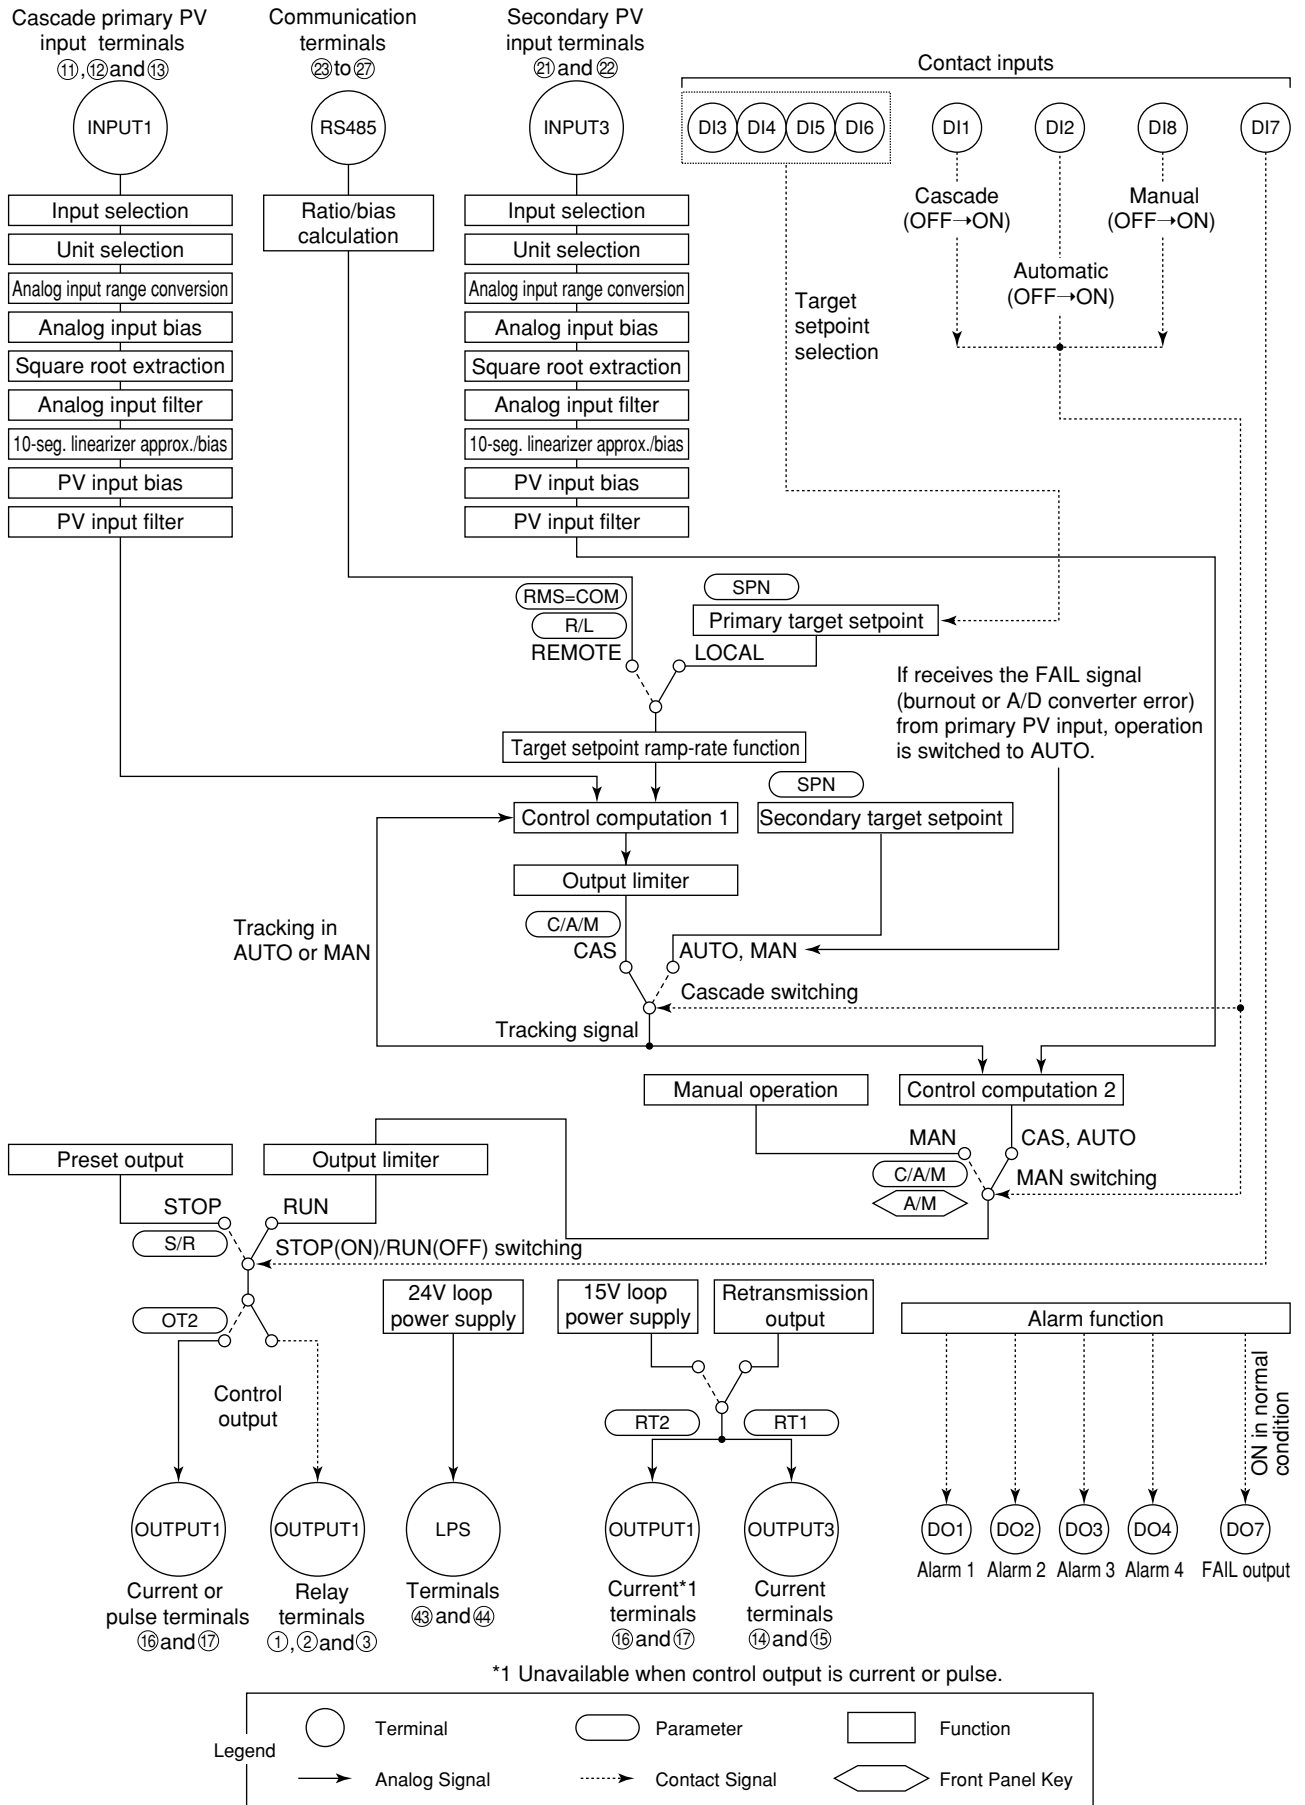 Cascade primary PV
input terminals
⑪,⑫and⑬
Communication
terminals
㉓to㉗
Secondary PV
input terminals
㉑and㉒
Contact inputs
INPUT1
RS485
INPUT3
DI3
DI4
DI5
DI6
DI1
DI2
DI8
DI7
Input selection
Unit selection
Analog input range conversion
Analog input bias
Square root extraction
Analog input filter
10-seg. linearizer approx./bias
PV input bias
PV input filter
Ratio/bias
calculation
Input selection
Unit selection
Analog input range conversion
Analog input bias
Square root extraction
Analog input filter
10-seg. linearizer approx./bias
PV input bias
PV input filter
Target
setpoint
selection
Cascade
(OFF→ON)
Automatic
(OFF→ON)
Manual
(OFF→ON)
RMS=COM
R/L
REMOTE
SPN
Primary target setpoint
LOCAL
If receives the FAIL signal
(burnout or A/D converter error)
from primary PV input, operation
is switched to AUTO.
Target setpoint ramp-rate function
SPN
Control computation 1
Secondary target setpoint
Output limiter
Tracking in
AUTO or MAN
C/A/M
CAS
AUTO, MAN
Cascade switching
Tracking signal
Manual operation
Control computation 2
MAN
CAS, AUTO
C/A/M
A/M
MAN switching
Preset output
Output limiter
STOP
RUN
S/R
STOP(ON)/RUN(OFF) switching
OT2
Control
output
24V loop
power supply
15V loop
power supply
Retransmission
output
Alarm function
RT2
RT1
ON in normal
condition
OUTPUT1
OUTPUT1
LPS
OUTPUT1
OUTPUT3
DO1
DO2
DO3
DO4
DO7
Alarm 1
Alarm 2
Alarm 3
Alarm 4
FAIL output
Current or
pulse terminals
⑯and⑰
Relay
terminals
①,②and③
Terminals
㊸and㊹
Current*1
terminals
⑯and⑰
Current
terminals
⑭and⑮
*1 Unavailable when control output is current or pulse.
Legend
Terminal
Parameter
Function
Analog Signal
Contact Signal
Front Panel Key